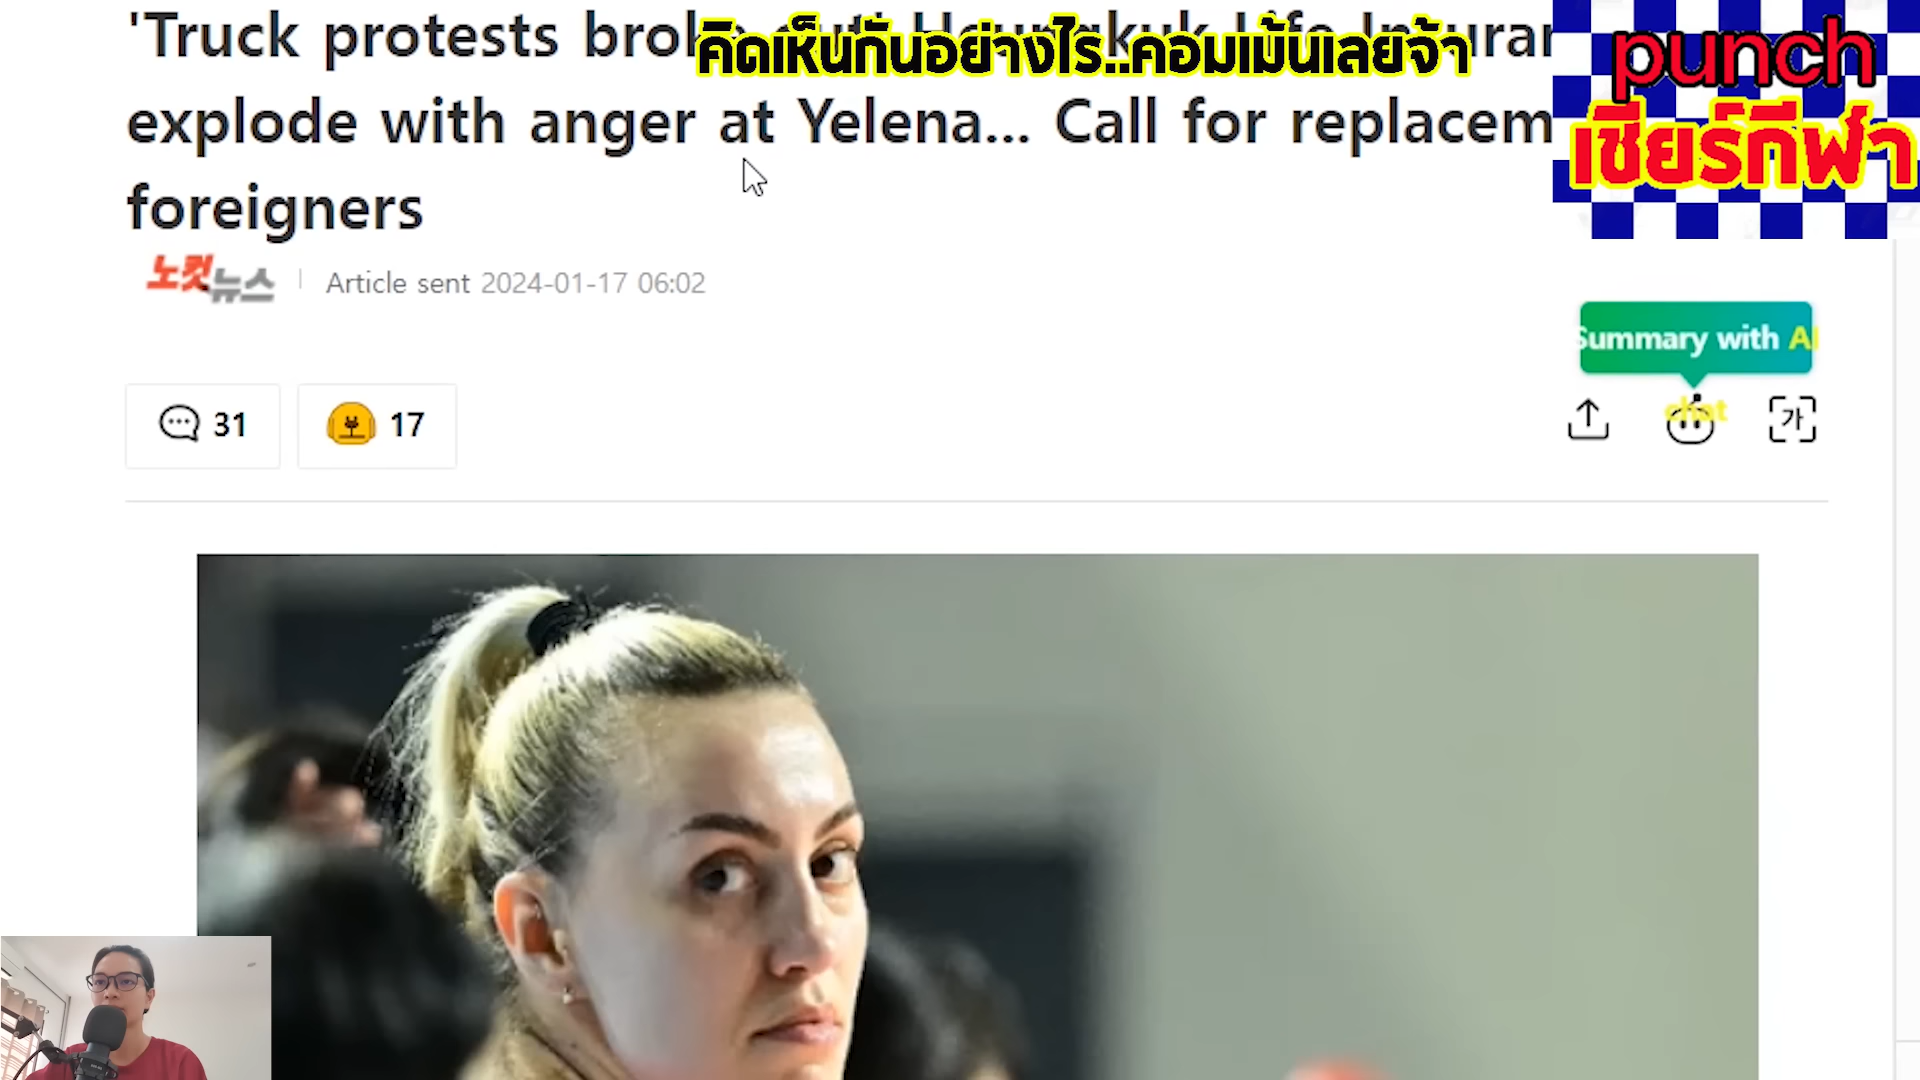 'Truck protests
คิดเห็นกันอย่างไร..คอมเม้นเลยจ้า
punch
เชียร์กีฬา
explode with anger at Yelena... Call for replacem
foreigners
노컷뉴스
Article sent 2024-01-17 06:02
Summary with AI
chat
31
17
가